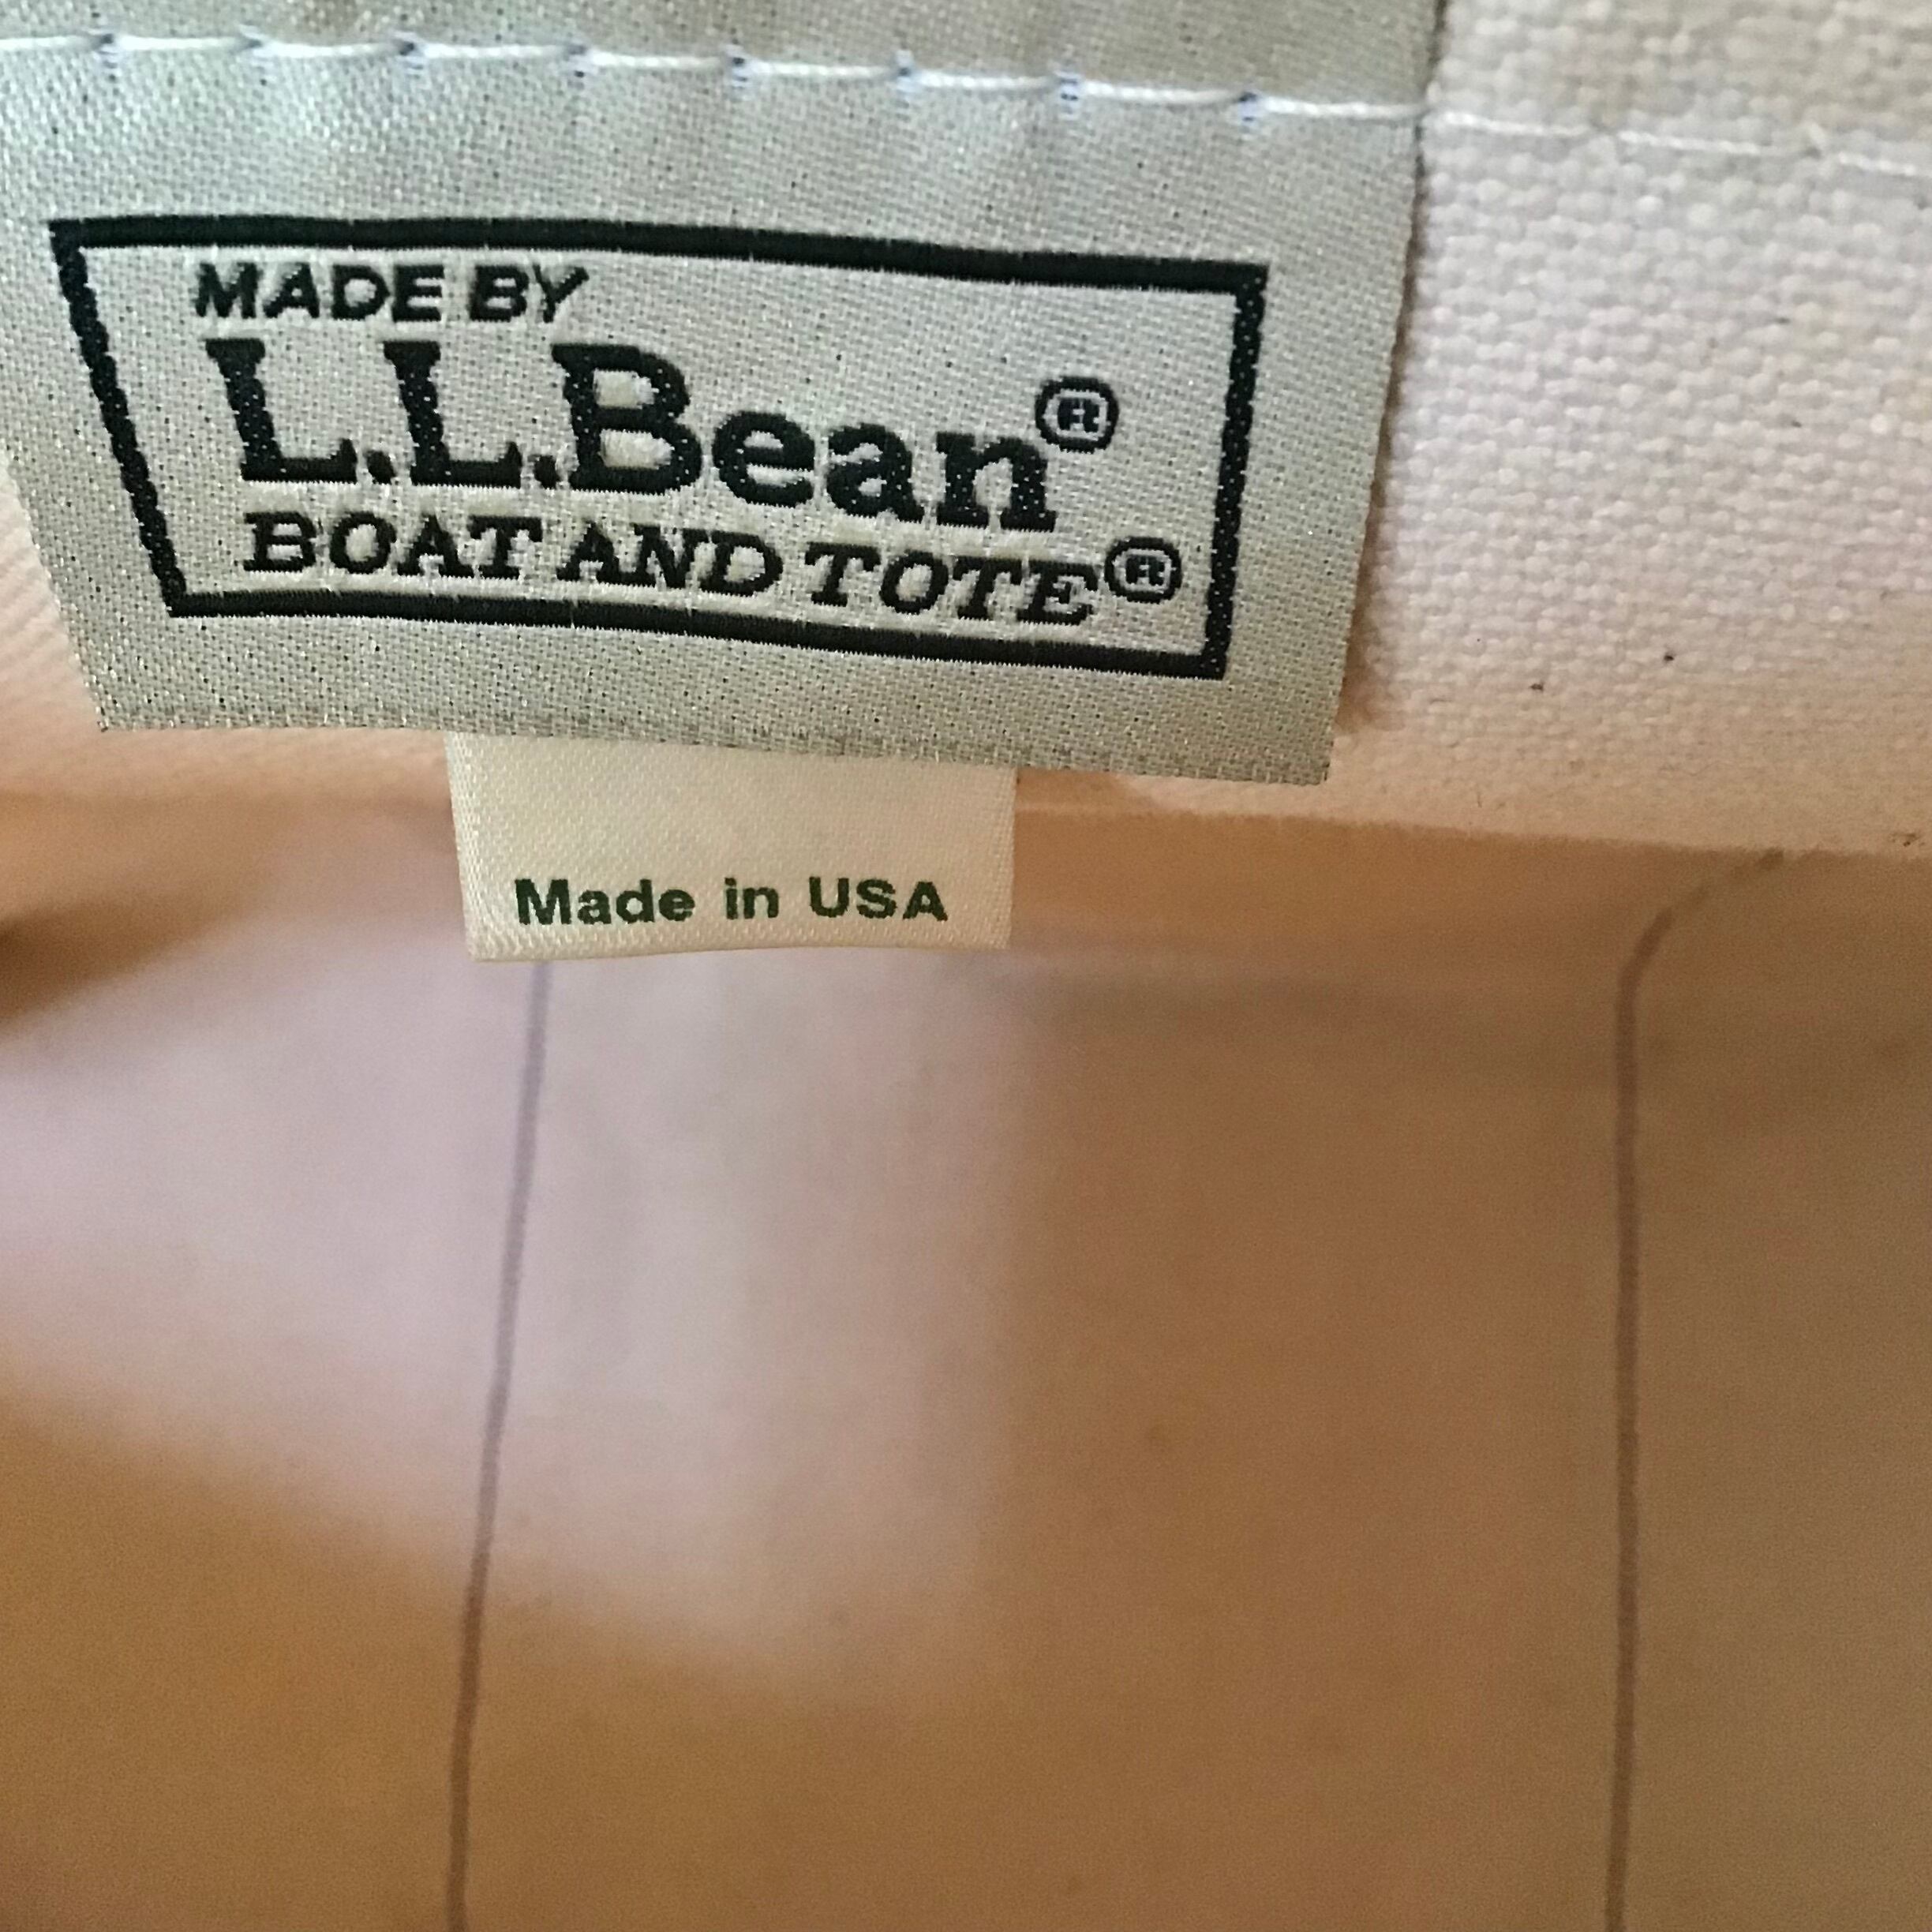 MADE BY
L.L.Bean®
BOAT AND TOTE®
Made in USA